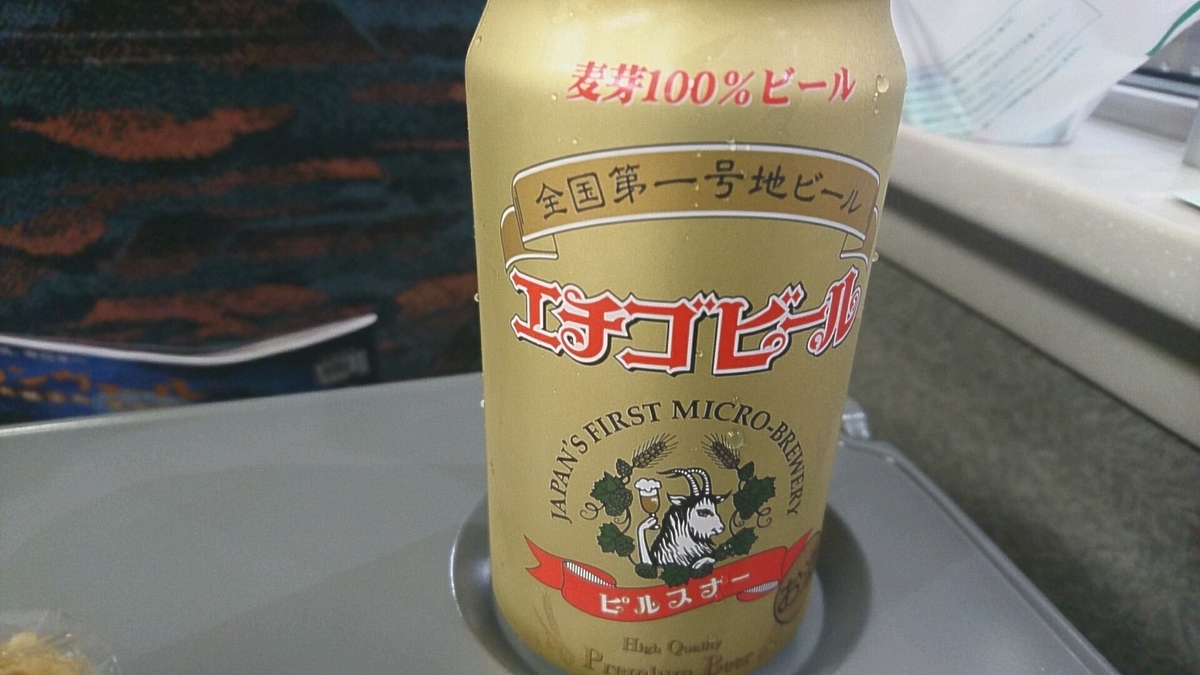 麦芽100%ビール
全国第一号地ビール
エチゴビール
JAPAN'S FIRST MICRO-BREWERY
ピルスナー
High Quality
Premium Beer